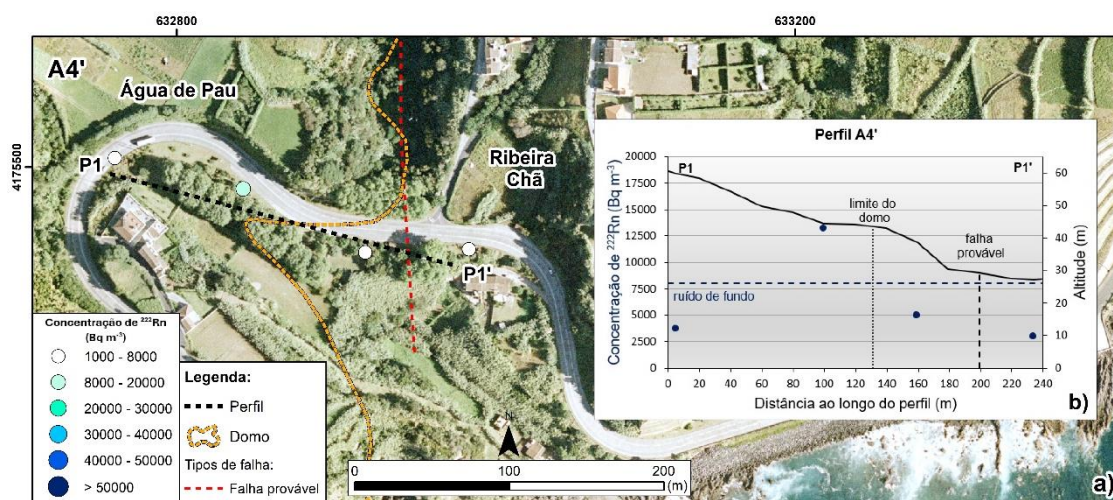 632800
633200
4175500
A4'
Água de Pau
Ribeira
Chã
P1
P1'
Concentração de ²²²Rn
(Bq m⁻³)
1000 - 8000
8000 - 20000
20000 - 30000
30000 - 40000
40000 - 50000
> 50000
Legenda:
Perfil
Domo
Tipos de falha:
Falha provável
N
0
100
200
(m)
a)
Perfil A4'
Concentração de ²²²Rn (Bq m⁻³)
20000
17500
15000
12500
10000
7500
5000
2500
0
P1
P1'
limite do
domo
falha
provável
ruído de fundo
60
50
40
30
20
10
0
Altitude (m)
0 20 40 60 80 100 120 140 160 180 200 220 240
Distância ao longo do perfil (m)
b)